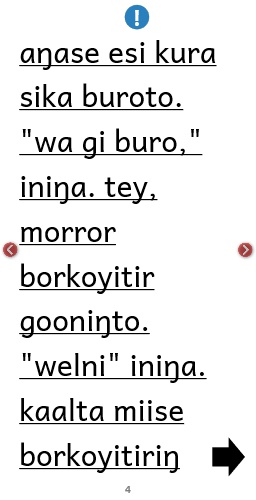 aŋase esi kura
sika buroto.
"wa gi buro,"
iniŋa. tey,
morror
borkoyitir
gooniŋto.
"welni" iniŋa.
kaalta miise
borkoyitiriŋ
4